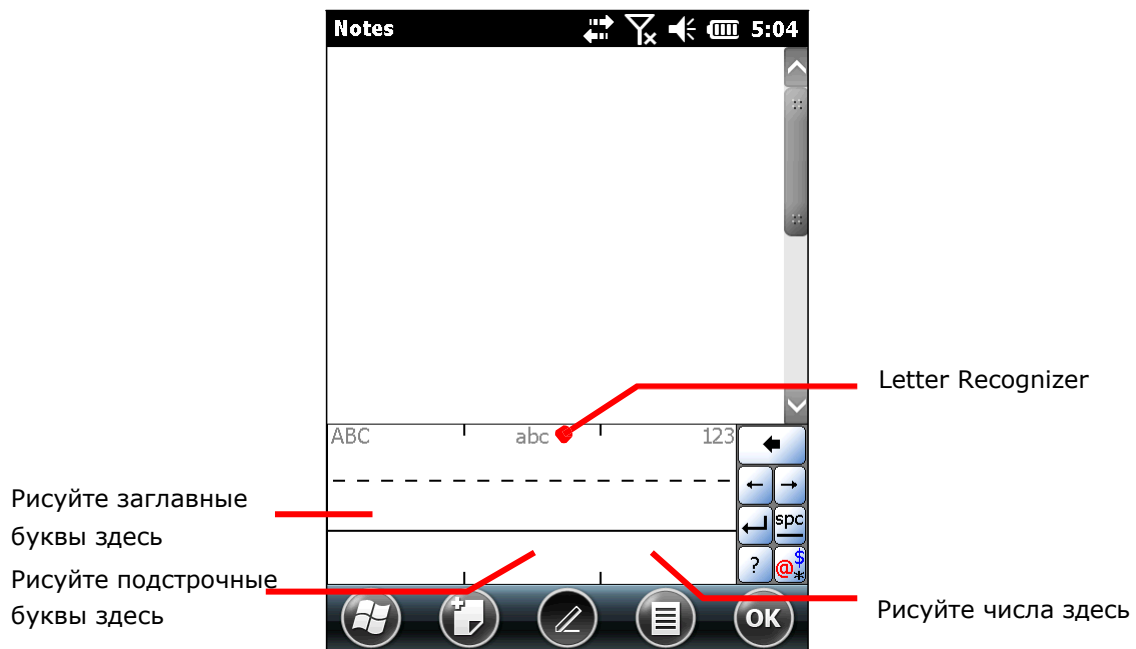 Notes 5:04
Letter Recognizer
ABC abc 123
Рисуйте заглавные
буквы здесь
spc
? @$*
Рисуйте подстрочные
буквы здесь
Рисуйте числа здесь
OK